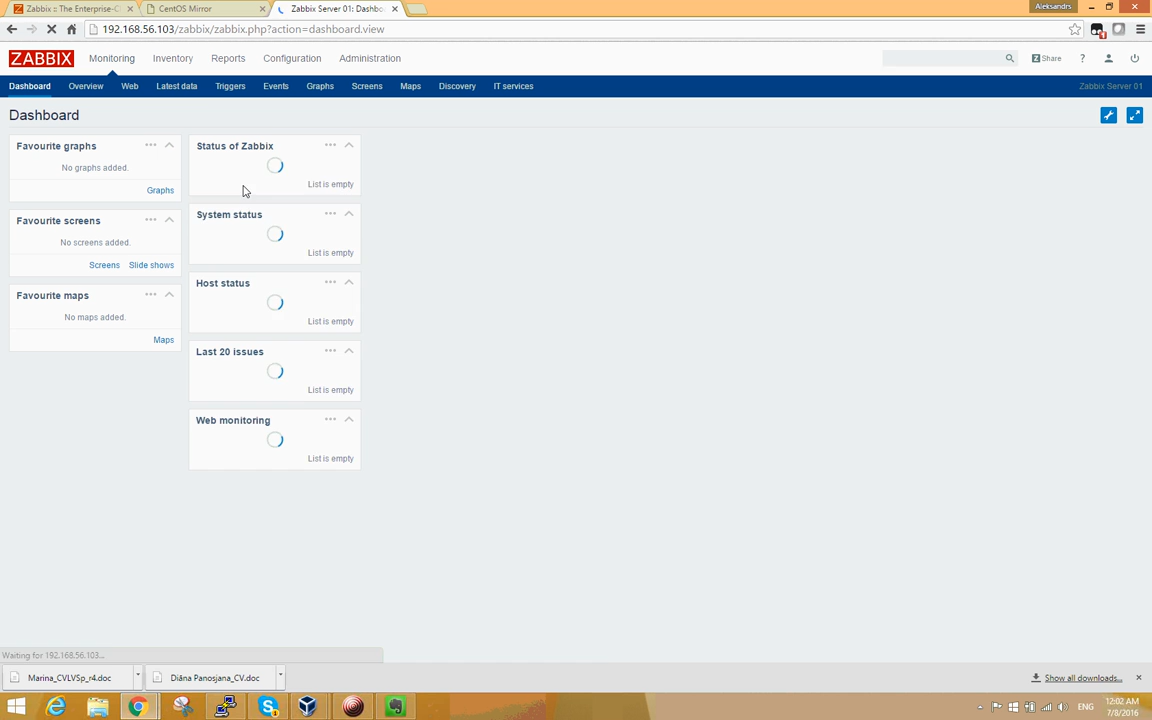 Zabbix :: The Enterprise-Cl
CentOS Mirror
Zabbix Server 01: Dashbo
Aleksandrs
192.168.56.103/zabbix/zabbix.php?action=dashboard.view
ZABBIX
Monitoring
Inventory
Reports
Configuration
Administration
Z Share
?
Dashboard
Overview
Web
Latest data
Triggers
Events
Graphs
Screens
Maps
Discovery
IT services
Zabbix Server 01
Dashboard
Favourite graphs
No graphs added.
Graphs
Favourite screens
No screens added.
Screens Slide shows
Favourite maps
No maps added.
Maps
Status of Zabbix
List is empty
System status
List is empty
Host status
List is empty
Last 20 issues
List is empty
Web monitoring
List is empty
Waiting for 192.168.56.103...
Marina_CVLVSp_r4.doc
Diāna Panosjana_CV.doc
Show all downloads...
ENG
12:02 AM
7/8/2016